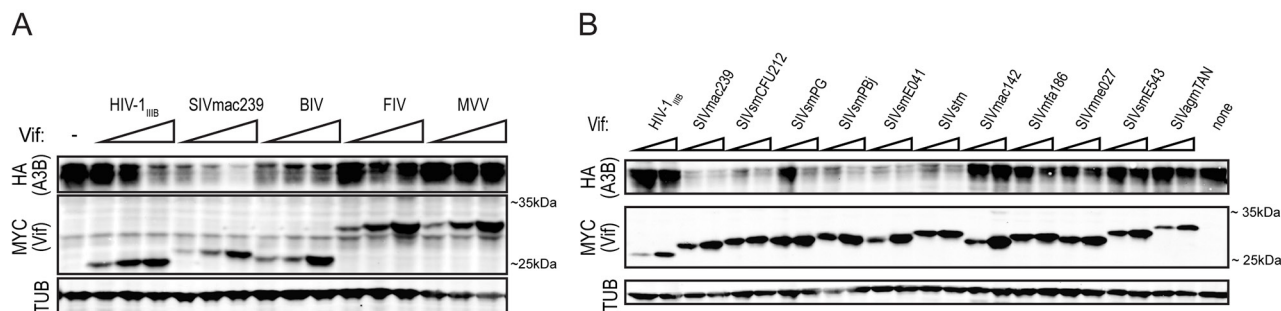 A
HIV-1IIIB SIVmac239 BIV FIV MVV
Vif: -
HA (A3B)
MYC (Vif)
~35kDa
~25kDa
TUB
B
Vif: HIV-1IIIB SIVmac239 SIVsmCFU212 SIVsmPG SIVsmPBj SIVsmE041 SIVstm SIVmac142 SIVmfa186 SIVmne027 SIVsmE543 SIVagmTAN none
HA (A3B)
MYC (Vif)
~ 35kDa
~ 25kDa
TUB